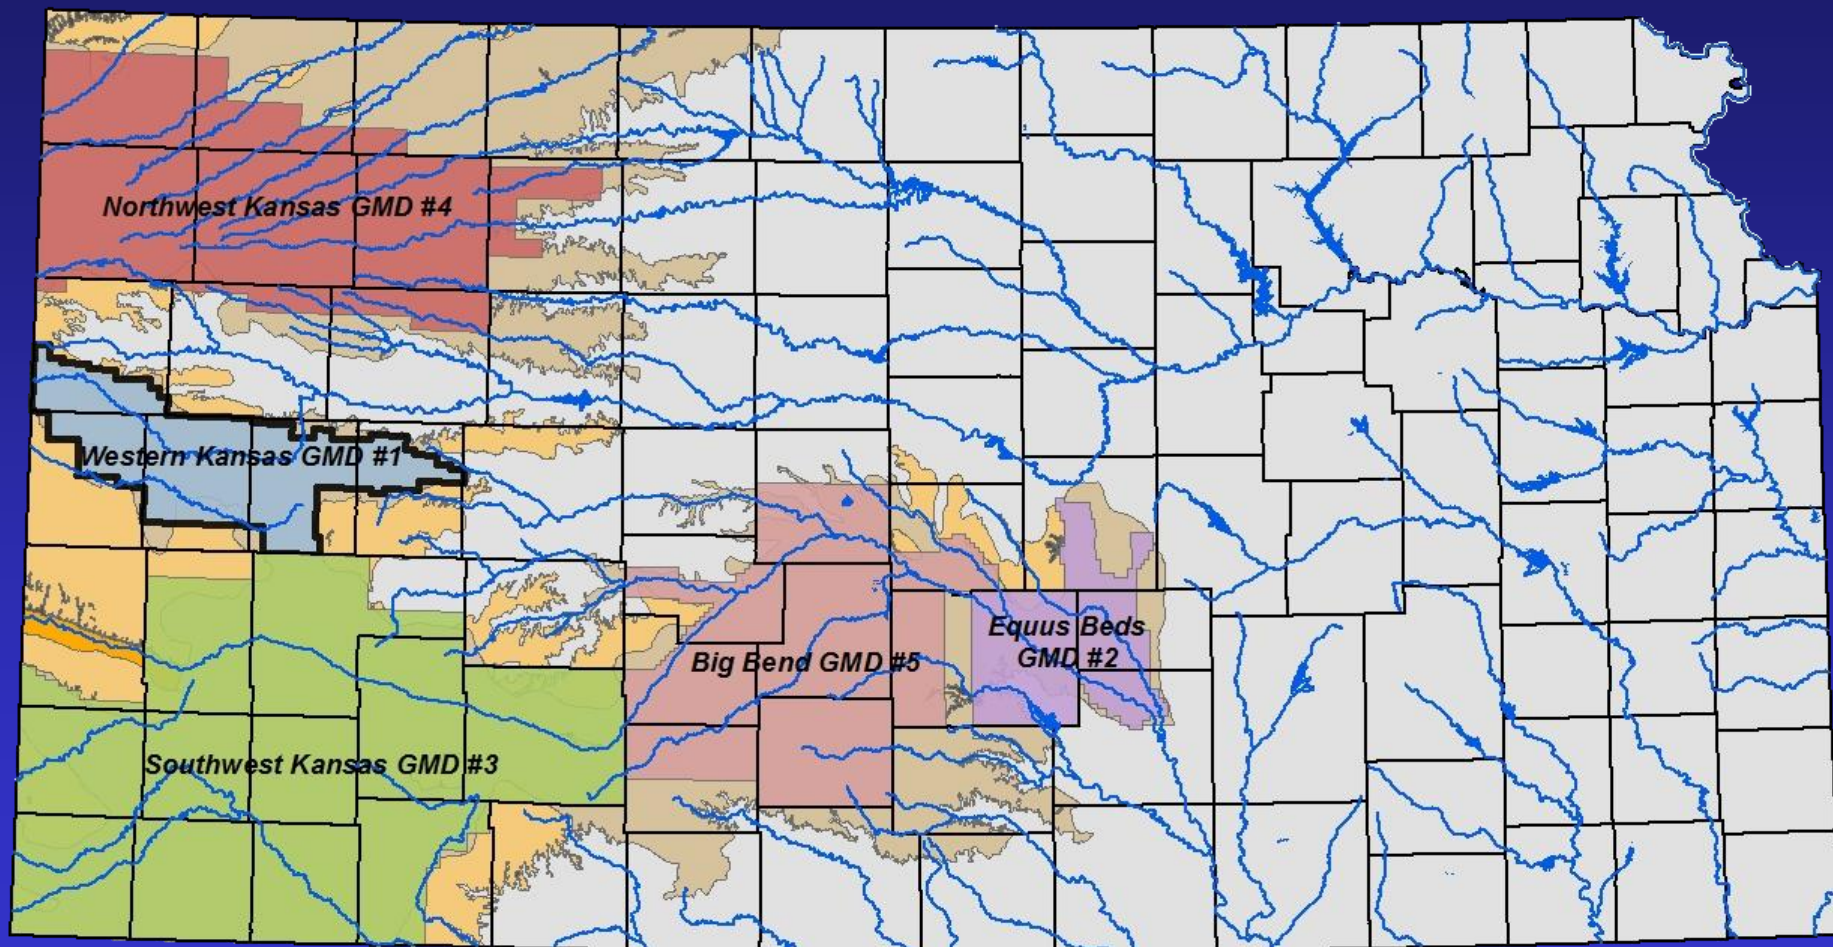 Northwest Kansas GMD #4
Western Kansas GMD #1
Equus Beds
GMD #2
Big Bend GMD #5
Southwest Kansas GMD #3